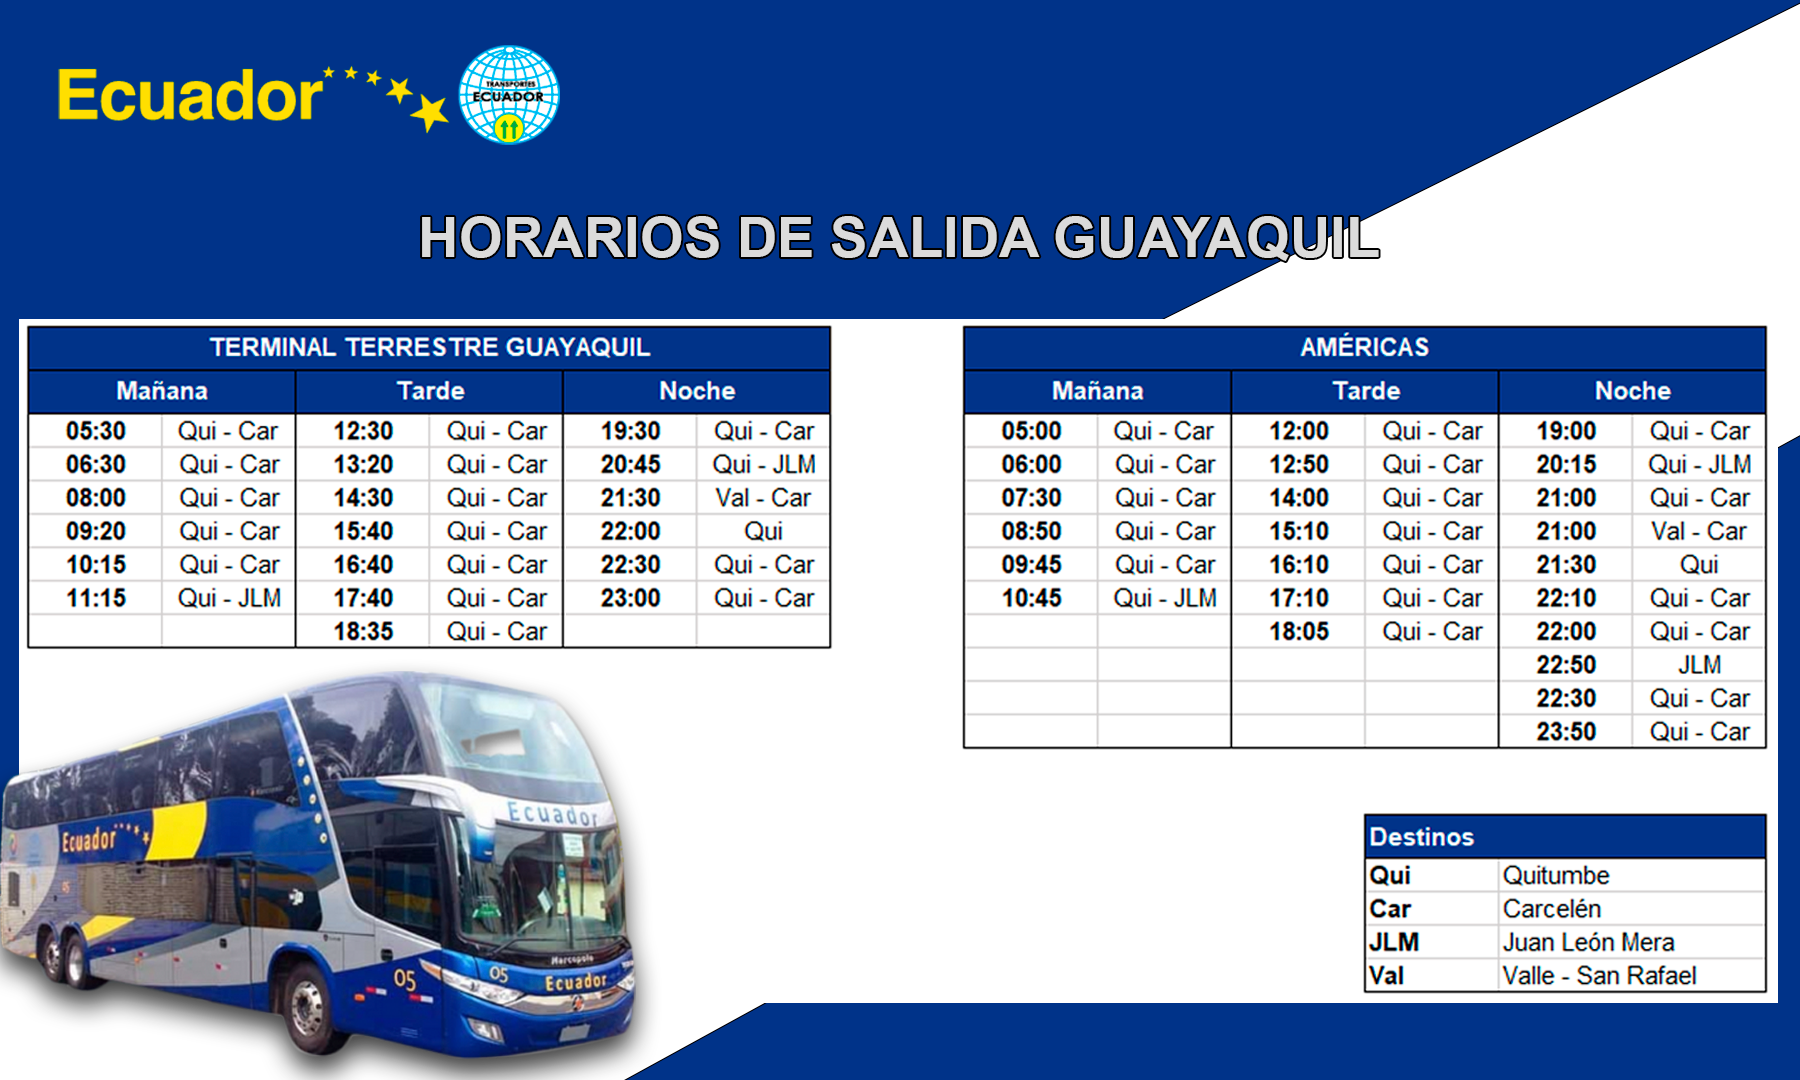 Ecuador
TRANSPORTES
ECUADOR
HORARIOS DE SALIDA GUAYAQUIL
TERMINAL TERRESTRE GUAYAQUIL
Mañana Tarde Noche
05:30 Qui - Car 12:30 Qui - Car 19:30 Qui - Car
06:30 Qui - Car 13:20 Qui - Car 20:45 Qui - JLM
08:00 Qui - Car 14:30 Qui - Car 21:30 Val - Car
09:20 Qui - Car 15:40 Qui - Car 22:00 Qui
10:15 Qui - Car 16:40 Qui - Car 22:30 Qui - Car
11:15 Qui - JLM 17:40 Qui - Car 23:00 Qui - Car
18:35 Qui - Car
AMÉRICAS
Mañana Tarde Noche
05:00 Qui - Car 12:00 Qui - Car 19:00 Qui - Car
06:00 Qui - Car 12:50 Qui - Car 20:15 Qui - JLM
07:30 Qui - Car 14:00 Qui - Car 21:00 Qui - Car
08:50 Qui - Car 15:10 Qui - Car 21:00 Val - Car
09:45 Qui - Car 16:10 Qui - Car 21:30 Qui
10:45 Qui - JLM 17:10 Qui - Car 22:10 Qui - Car
18:05 Qui - Car 22:00 Qui - Car
22:50 JLM
22:30 Qui - Car
23:50 Qui - Car
Ecuador
Ecuador
05
05
Marcopolo
Ecuador
Destinos
Qui Quitumbe
Car Carcelén
JLM Juan León Mera
Val Valle - San Rafael